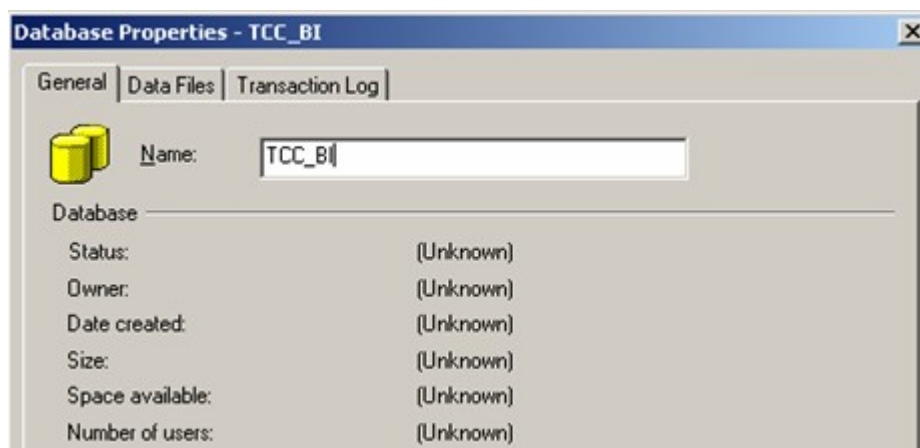 Database Properties - TCC_BI
General Data Files Transaction Log
Name: TCC_BI
Database
Status: (Unknown)
Owner: (Unknown)
Date created: (Unknown)
Size: (Unknown)
Space available: (Unknown)
Number of users: (Unknown)